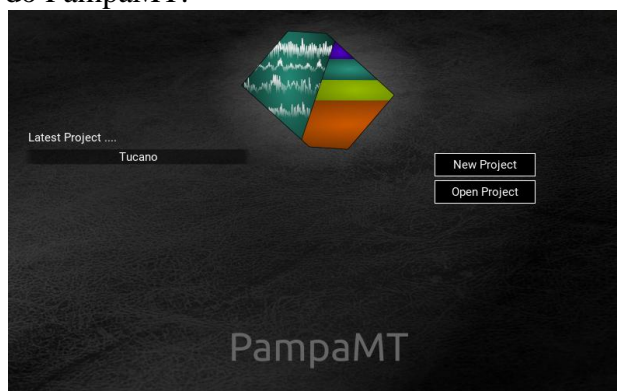 do PampaMT.
Latest Project ....
Tucano
New Project
Open Project
PampaMT